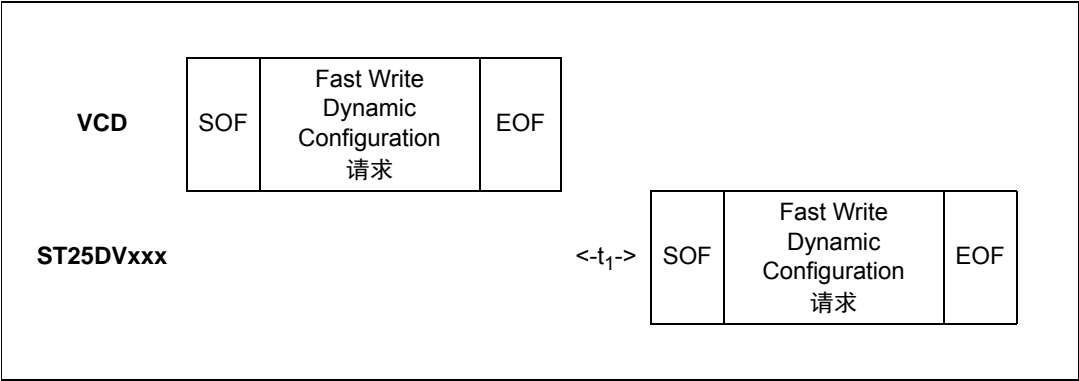 VCD
SOF
Fast Write
Dynamic
Configuration
请求
EOF
ST25DVxxx
<-t₁->
SOF
Fast Write
Dynamic
Configuration
请求
EOF